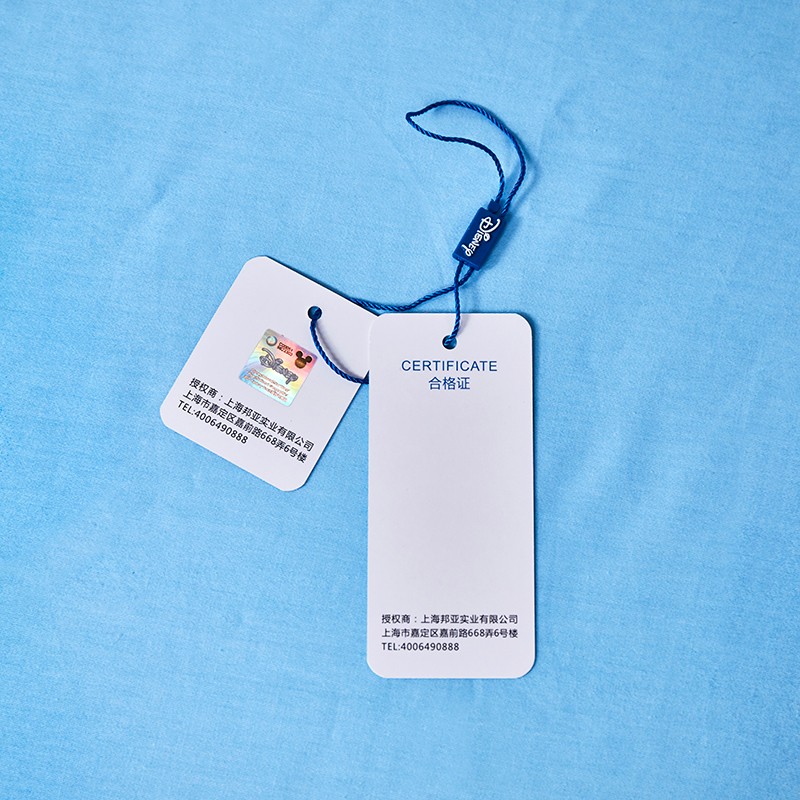 DISNEY
Disney
授权商：上海邦亚实业有限公司
上海市嘉定区嘉前路668弄6号楼
TEL:4006490888
CERTIFICATE
合格证
授权商：上海邦亚实业有限公司
上海市嘉定区嘉前路668弄6号楼
TEL:4006490888